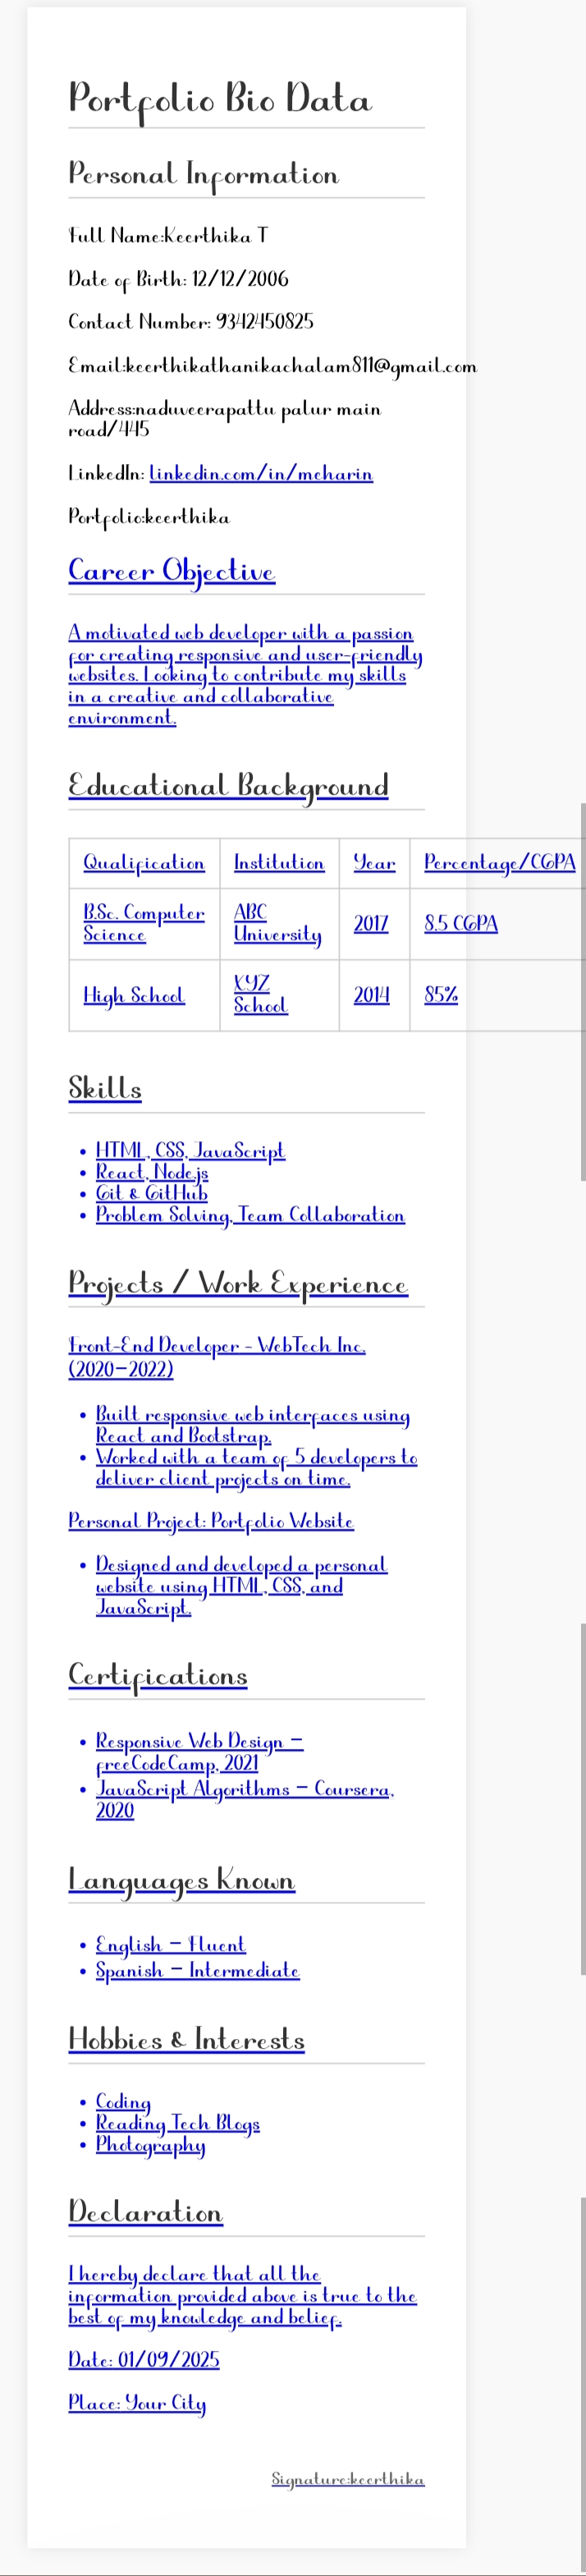 Portfolio Bio Data
Personal Information
Full Name:Keerthika T
Date of Birth: 12/12/2006
Contact Number: 9342450825
Email:keerthikathanikachalam811@gmail.com
Address:naduveerapattu palur main
road/445
LinkedIn: linkedin.com/in/meharin
Portfolio:keerthika
Career Objective
A motivated web developer with a passion
for creating responsive and user-friendly
websites. Looking to contribute my skills
in a creative and collaborative
environment.
Educational Background
Qualification Institution Year Percentage/CGPA
B.Sc. Computer Science ABC University 2017 8.5 CGPA
High School XYZ School 2014 85%
Skills
• HTML, CSS, JavaScript
• React, Node.js
• Git & GitHub
• Problem Solving, Team Collaboration
Projects / Work Experience
Front-End Developer - WebTech Inc.
(2020–2022)
• Built responsive web interfaces using
React and Bootstrap.
• Worked with a team of 5 developers to
deliver client projects on time.
Personal Project: Portfolio Website
• Designed and developed a personal
website using HTML, CSS, and
JavaScript.
Certifications
• Responsive Web Design –
freeCodeCamp, 2021
• JavaScript Algorithms – Coursera,
2020
Languages Known
• English – Fluent
• Spanish – Intermediate
Hobbies & Interests
• Coding
• Reading Tech Blogs
• Photography
Declaration
I hereby declare that all the
information provided above is true to the
best of my knowledge and belief.
Date: 01/09/2025
Place: Your City
Signature:keerthika